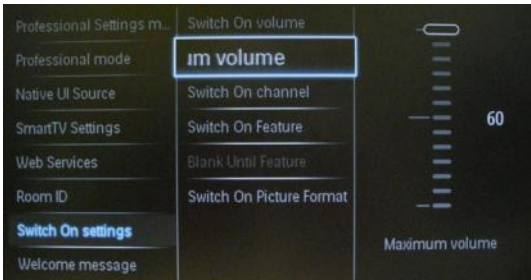 Professional Settings m...
Professional mode
Native UI Source
SmartTV Settings
Web Services
Room ID
Switch On settings
Welcome message
Switch On volume
ım volume
Switch On channel
Switch On Feature
Blank Until Feature
Switch On Picture Format
60
Maximum volume